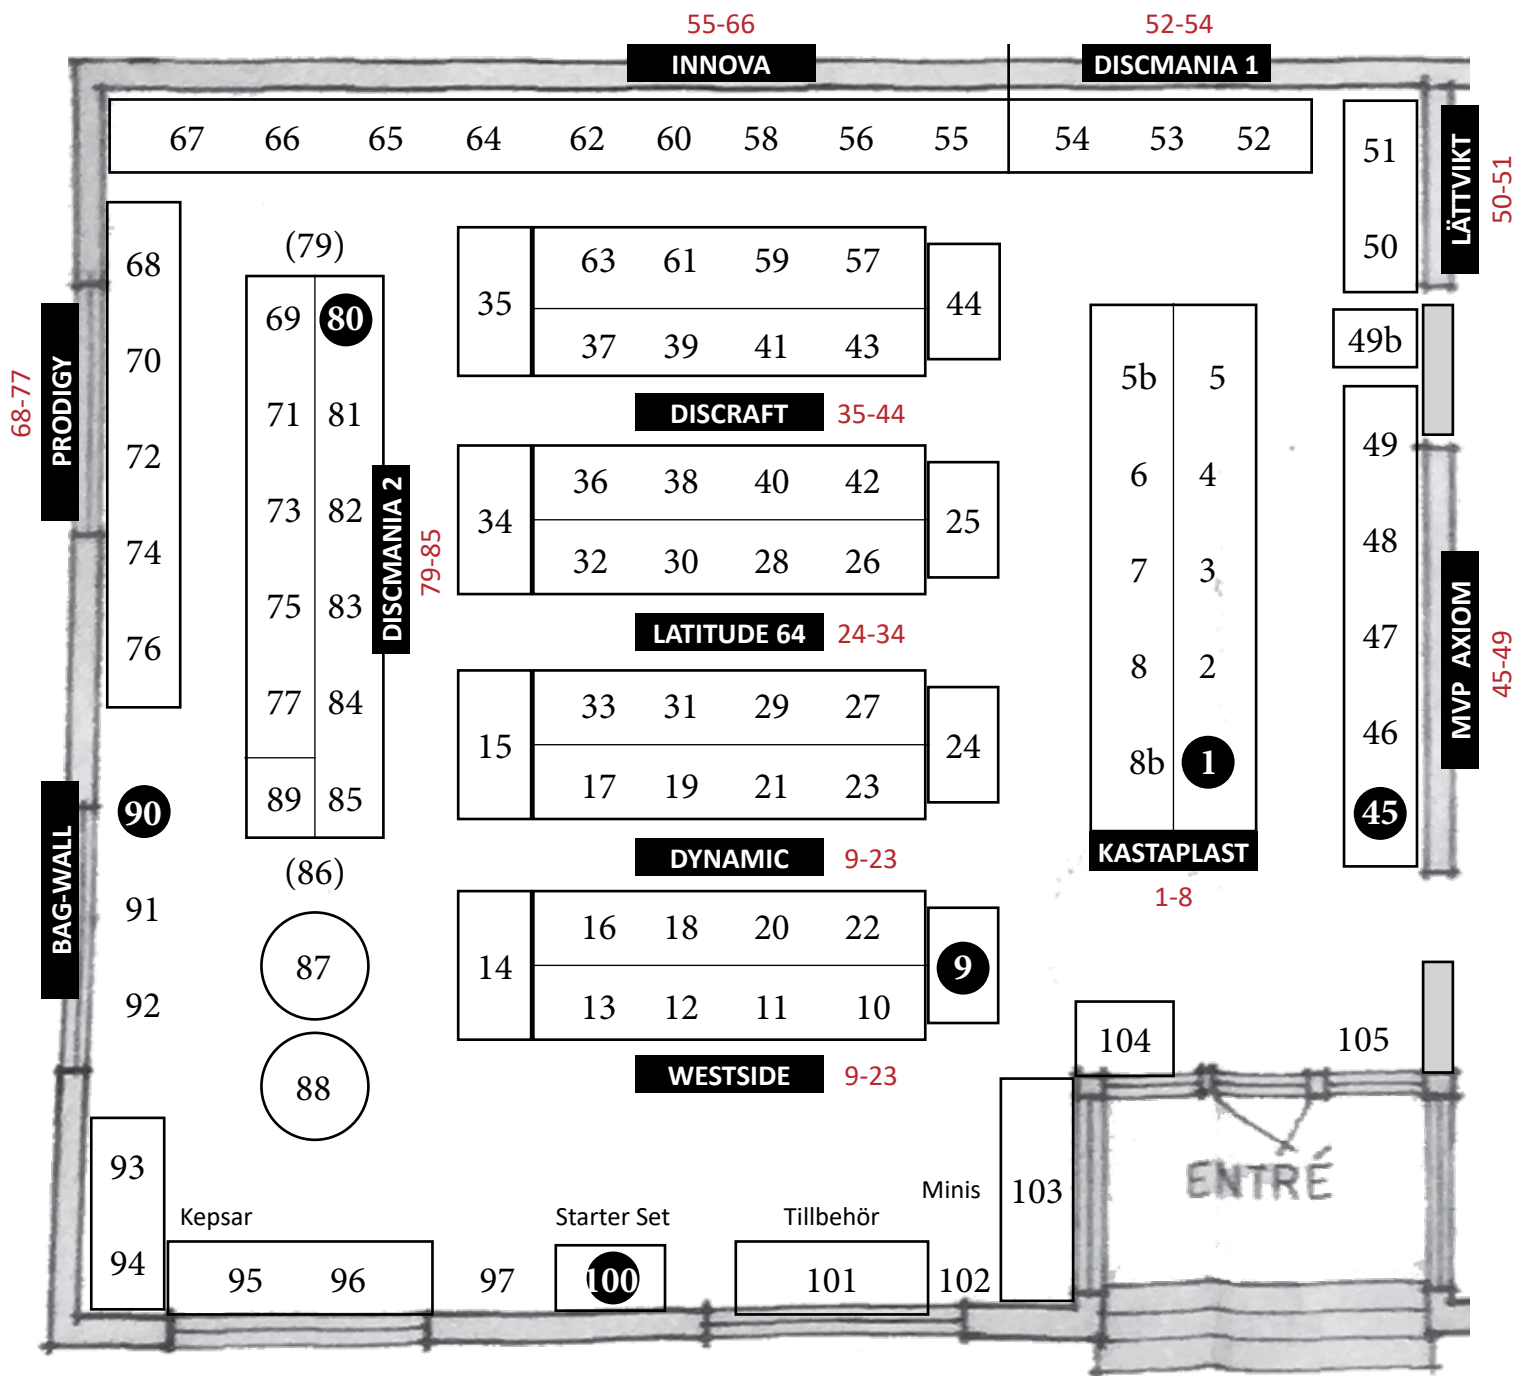 55-66
52-54
INNOVA
DISCMANIA 1
67 66 65 64 62 60 58 56 55 54 53 52
51
50
LÄTTVIKT
50-51
49b
68
70
72
74
76
PRODIGY
68-77
(79)
69 80
71 81
73 82
75 83
77 84
89 85
(86)
DISCMANIA 2
79-85
35
63 61 59 57
37 39 41 43
44
DISCRAFT 35-44
34
36 38 40 42
32 30 28 26
25
LATITUDE 64 24-34
15
33 31 29 27
17 19 21 23
24
DYNAMIC 9-23
14
16 18 20 22
13 12 11 10
9
WESTSIDE 9-23
5b 5
6 4
7 3
8 2
8b 1
KASTAPLAST
1-8
49
48
47
46
45
MVP AXIOM
45-49
90
91
92
BAG-WALL
87
88
93
94
Kepsar
95 96
97
Starter Set
100
Tillbehör
101
102
Minis
103
104
105
ENTRÉ